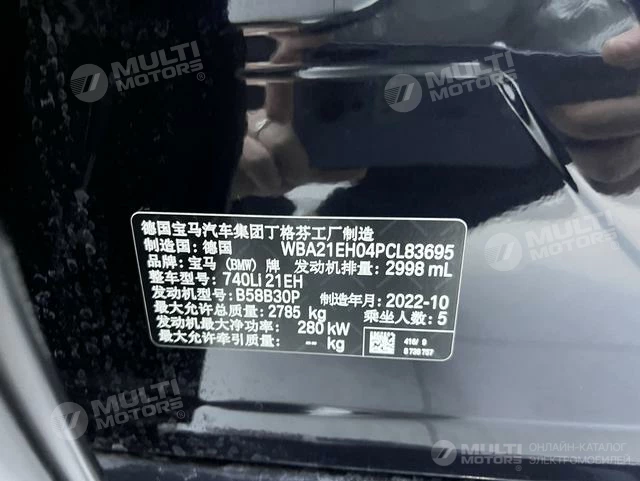 MULTI
MOTORS
MULTI
MOTORS
德国宝马汽车集团丁格芬工厂制造
制造国：德国 WBA21EH04PCL83695
品牌：宝马 (BMW) 牌 发动机排量：2998 mL
整车型号：740Li 21EH
发动机型号：B58B30P 制造年月：2022-10
最大允许总质量：2785 kg 乘坐人数：5
发动机最大净功率：280 kW
最大允许牵引质量：-- kg
416/ 9
8 738 757
MULTI
MOTORS
MULTI
MOTORS
ОНЛАЙН-КАТАЛОГ
ЭЛЕКТРОМОБИЛЕЙ